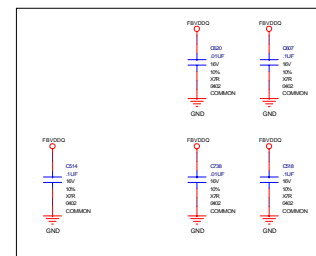 FBVDDQ
C820
.01UF
16V
10%
X7R
0402
COMMON
GND
FBVDDQ
C807
.1UF
16V
10%
X7R
0402
COMMON
GND
FBVDDQ
C514
.1UF
16V
10%
X7R
0402
COMMON
GND
FBVDDQ
C738
.01UF
16V
10%
X7R
0402
COMMON
GND
FBVDDQ
C518
.1UF
16V
10%
X7R
0402
COMMON
GND